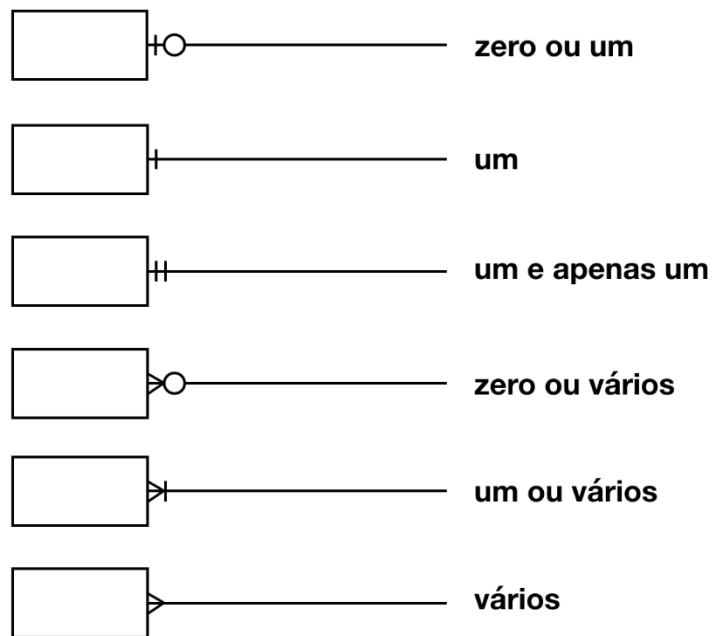 zero ou um
um
um e apenas um
zero ou vários
um ou vários
vários